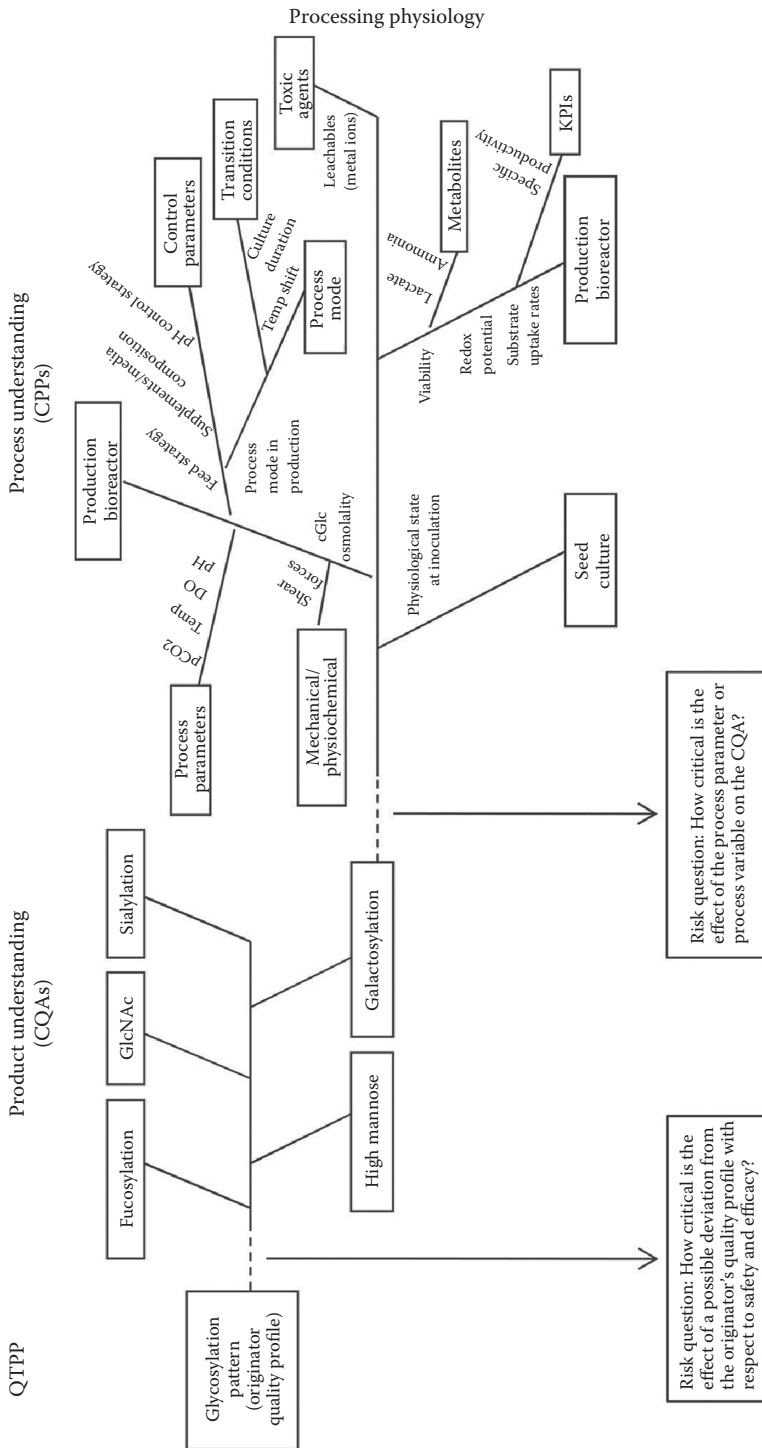 Processing physiology
QTPP
Product understanding
(CQAs)
Process understanding
(CPPs)
Glycosylation
pattern
(originator
quality profile)
Fucosylation
GlcNAc
Sialylation
High mannose
Galactosylation
Risk question: How critical is the
effect of a possible deviation from
the originator's quality profile with
respect to safety and efficacy?
Process
parameters
pCO2
Temp
DO
pH
Mechanical/
physiochemical
Shear
forces
cGlc
osmolality
Production
bioreactor
Feed strategy
Supplements/media
composition
pH control strategy
Control
parameters
Process
mode in
production
Temp shift
Culture
duration
Transition
conditions
Process
mode
Leachables
(metal ions)
Toxic
agents
Physiological state
at inoculation
Seed
culture
Viability
Lactate
Ammonia
Metabolites
Redox
potential
Substrate
uptake rates
Specific
productivity
KPIs
Production
bioreactor
Risk question: How critical is the
effect of the process parameter or
process variable on the CQA?